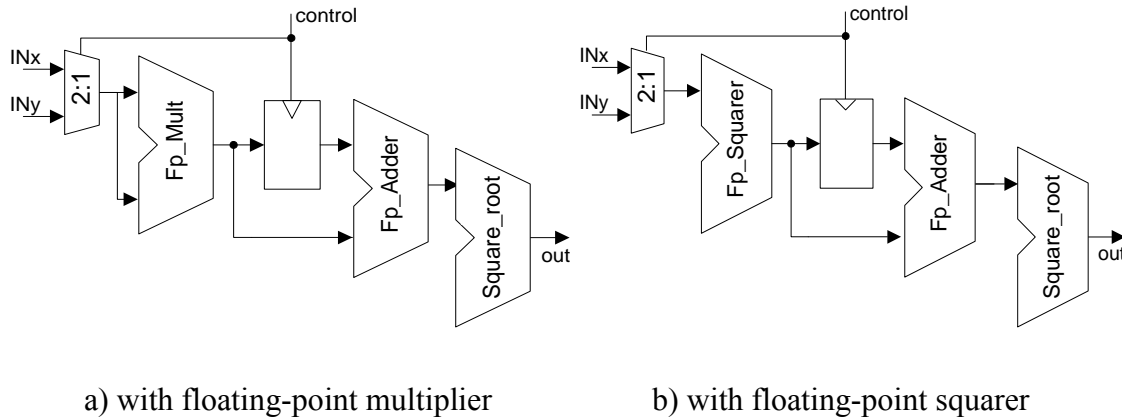 control
INx
INy
2:1
Fp_Mult
Fp_Adder
Square_root
out
control
INx
INy
2:1
Fp_Squarer
Fp_Adder
Square_root
out
a) with floating-point multiplier
b) with floating-point squarer